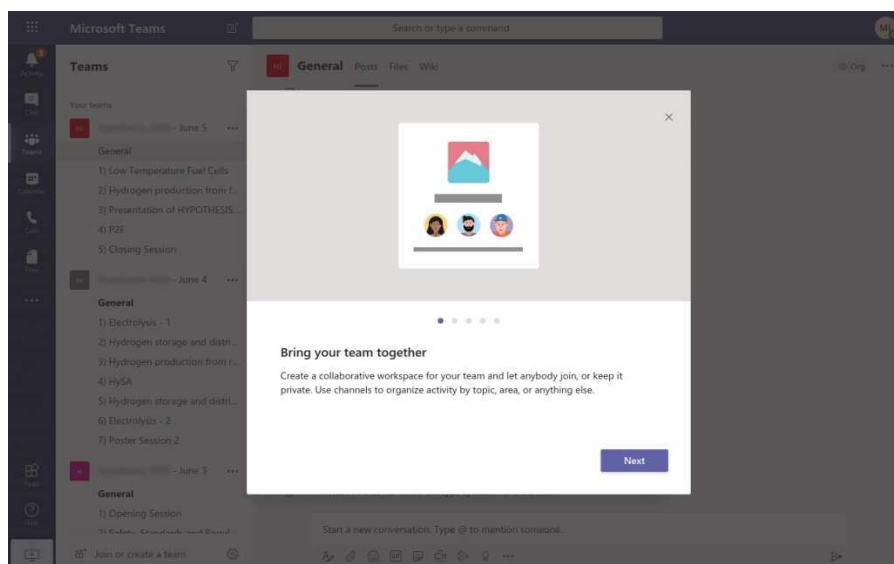 Microsoft Teams
Search or type a command
Activity
Teams
General Posts Files Wiki
Org
Chat
Your teams
- June 5
Teams
General
1) Low Temperature Fuel Cells
Calendar
2) Hydrogen production from f...
3) Presentation of HYPOTHESIS...
Calls
4) P2F
5) Closing Session
Files
- June 4
General
1) Electrolysis - 1
2) Hydrogen storage and distri...
3) Hydrogen production from r...
4) HySA
5) Hydrogen storage and distri...
6) Electrolysis - 2
7) Poster Session 2
- June 3
Apps
General
1) Opening Session
Help
Join or create a team
Bring your team together
Create a collaborative workspace for your team and let anybody join, or keep it
private. Use channels to organize activity by topic, area, or anything else.
Next
Start a new conversation. Type @ to mention someone.